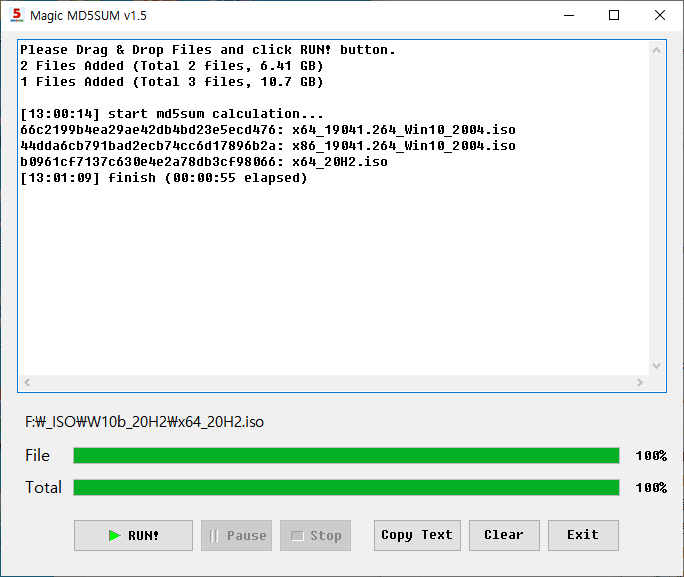 5 Magic MD5SUM v1.5
Please Drag & Drop Files and click RUN! button.
2 Files Added (Total 2 files, 6.41 GB)
1 Files Added (Total 3 files, 10.7 GB)
[13:00:14] start md5sum calculation...
66c2199b4ea29ae42db4bd23e5ecd476: x64_19041.264_Win10_2004.iso
44dda6cb791bad2ecb74cc6d17896b2a: x86_19041.264_Win10_2004.iso
b0961cf7137c630e4e2a78db3cf98066: x64_20H2.iso
[13:01:09] finish (00:00:55 elapsed)
F:₩_ISO₩W10b_20H2₩x64_20H2.iso
File 100%
Total 100%
RUN! Pause Stop Copy Text Clear Exit